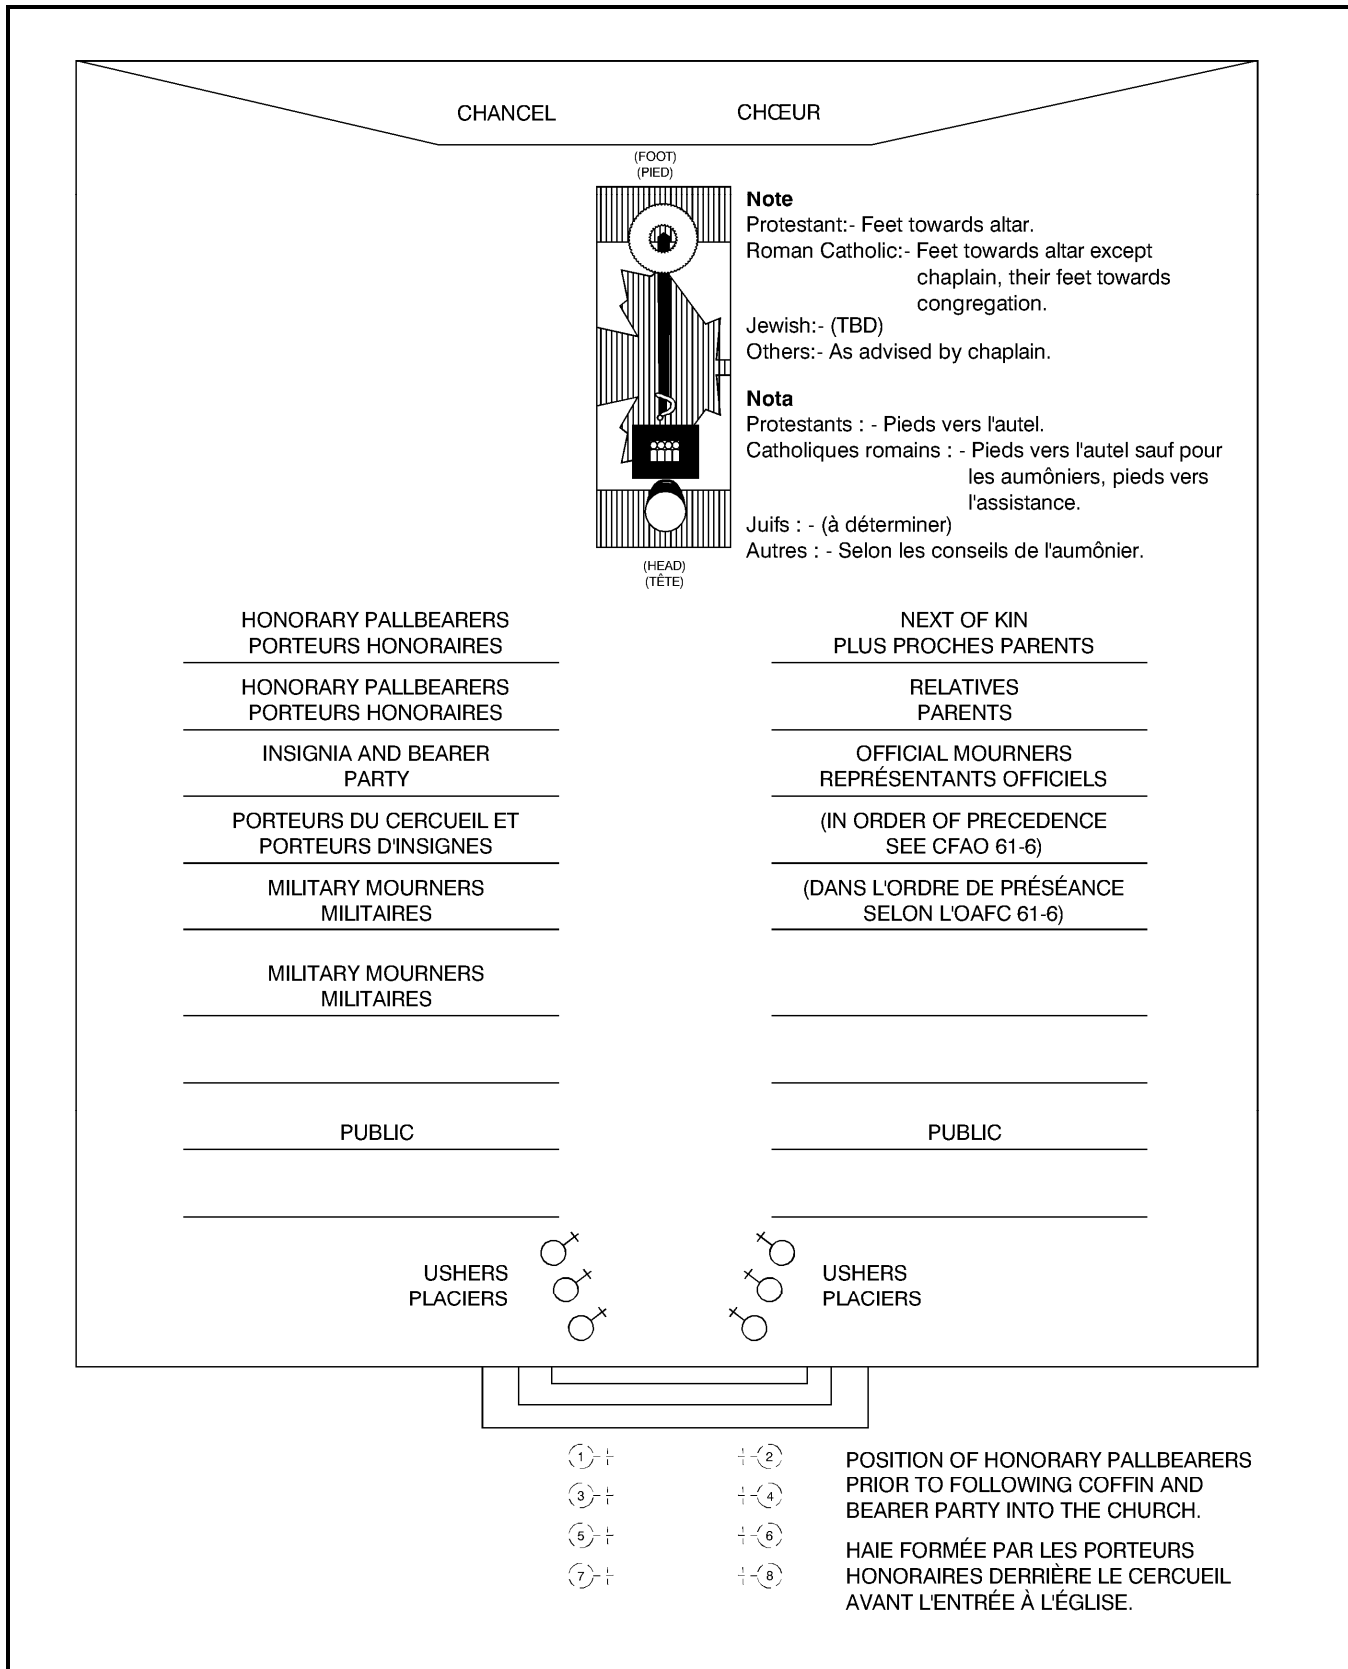 CHANCEL CHŒUR
(FOOT)
(PIED)
Note
Protestant:- Feet towards altar.
Roman Catholic:- Feet towards altar except
chaplain, their feet towards
congregation.
Jewish:- (TBD)
Others:- As advised by chaplain.
Nota
Protestants : - Pieds vers l'autel.
Catholiques romains : - Pieds vers l'autel sauf pour
les aumôniers, pieds vers
l'assistance.
Juifs : - (à déterminer)
Autres : - Selon les conseils de l'aumônier.
(HEAD)
(TÊTE)
HONORARY PALLBEARERS
PORTEURS HONORAIRES
HONORARY PALLBEARERS
PORTEURS HONORAIRES
INSIGNIA AND BEARER
PARTY
PORTEURS DU CERCUEIL ET
PORTEURS D'INSIGNES
MILITARY MOURNERS
MILITAIRES
MILITARY MOURNERS
MILITAIRES
PUBLIC
NEXT OF KIN
PLUS PROCHES PARENTS
RELATIVES
PARENTS
OFFICIAL MOURNERS
REPRÉSENTANTS OFFICIELS
(IN ORDER OF PRECEDENCE
SEE CFAO 61-6)
(DANS L'ORDRE DE PRÉSÉANCE
SELON L'OAFC 61-6)
PUBLIC
USHERS
PLACIERS
USHERS
PLACIERS
1 2
3 4
5 6
7 8
POSITION OF HONORARY PALLBEARERS
PRIOR TO FOLLOWING COFFIN AND
BEARER PARTY INTO THE CHURCH.
HAIE FORMÉE PAR LES PORTEURS
HONORAIRES DERRIÈRE LE CERCUEIL
AVANT L'ENTRÉE À L'ÉGLISE.